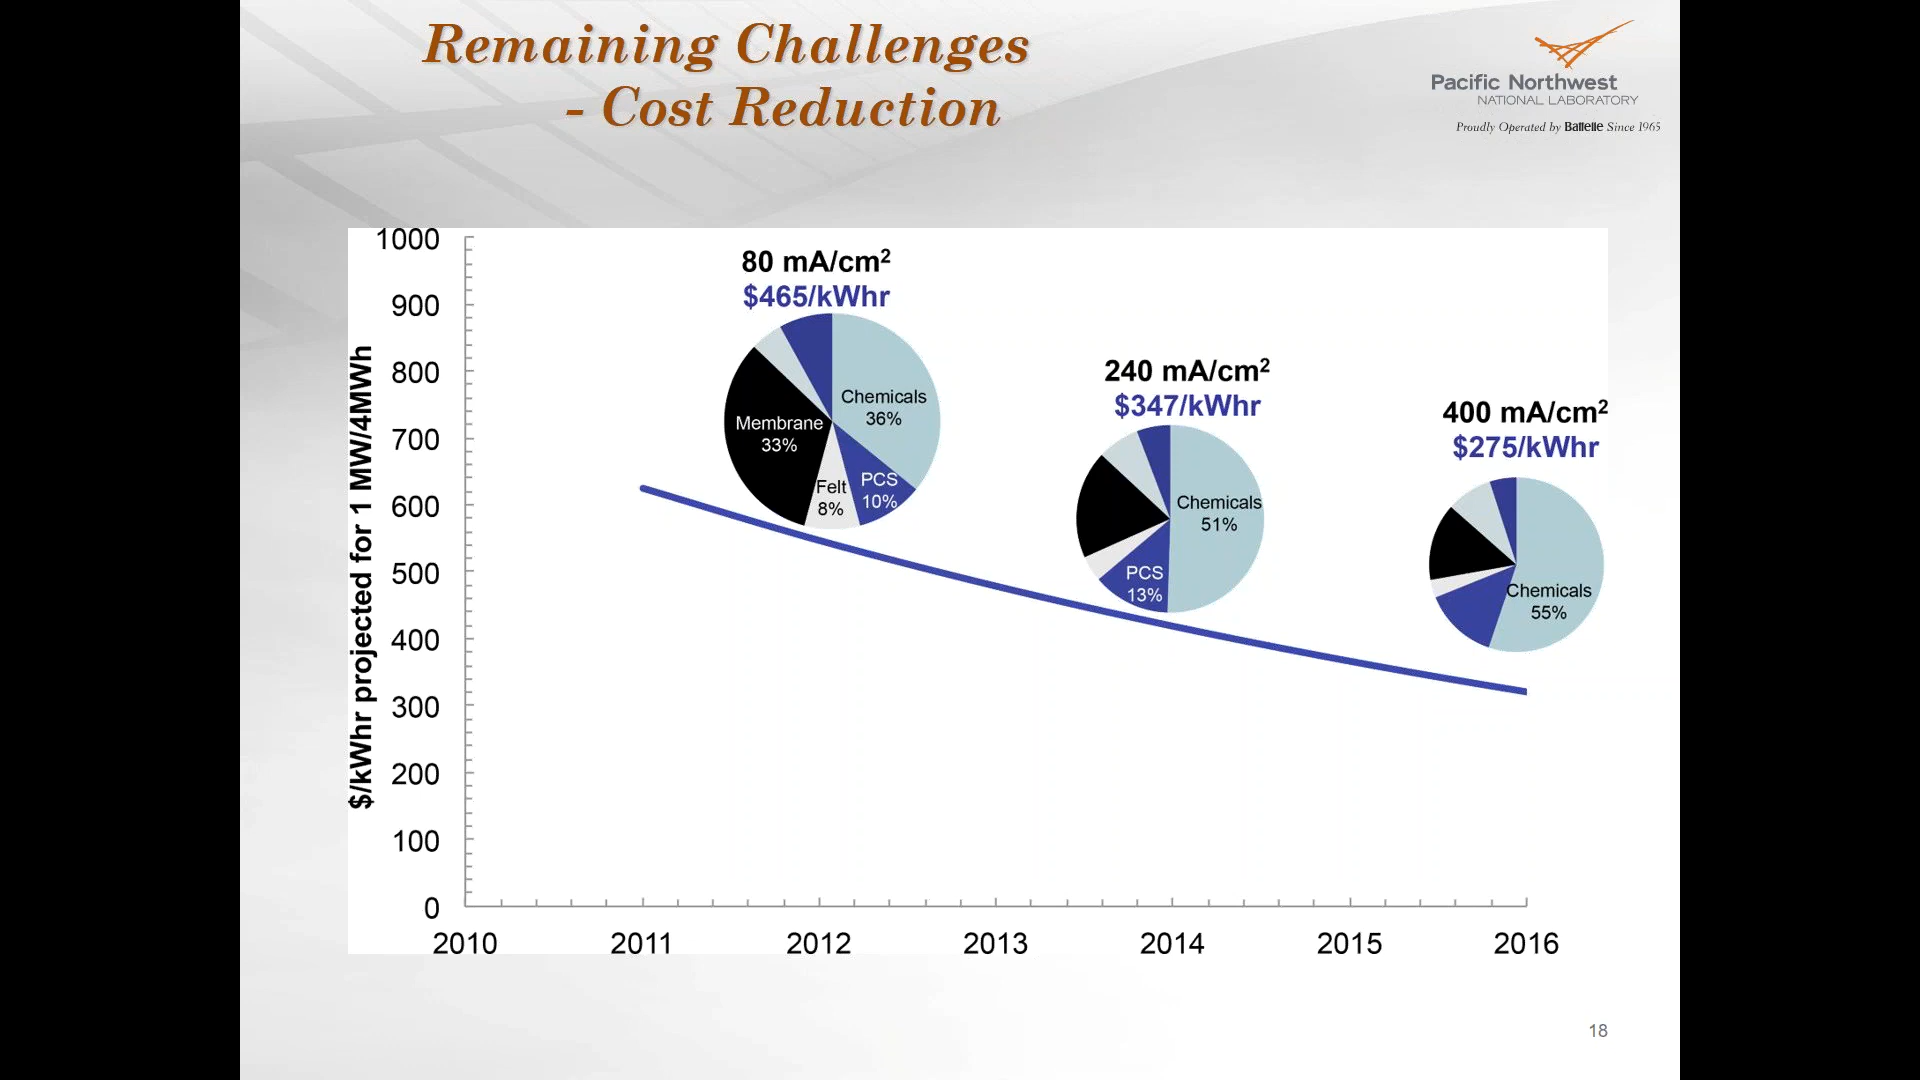 Remaining Challenges
- Cost Reduction
Pacific Northwest
NATIONAL LABORATORY
Proudly Operated by Battelle Since 1965
$/kWhr projected for 1 MW/4MWh
1000
900
800
700
600
500
400
300
200
100
0
2010 2011 2012 2013 2014 2015 2016
80 mA/cm²
$465/kWhr
Chemicals
36%
Membrane
33%
Felt
8%
PCS
10%
240 mA/cm²
$347/kWhr
Chemicals
51%
PCS
13%
400 mA/cm²
$275/kWhr
Chemicals
55%
18